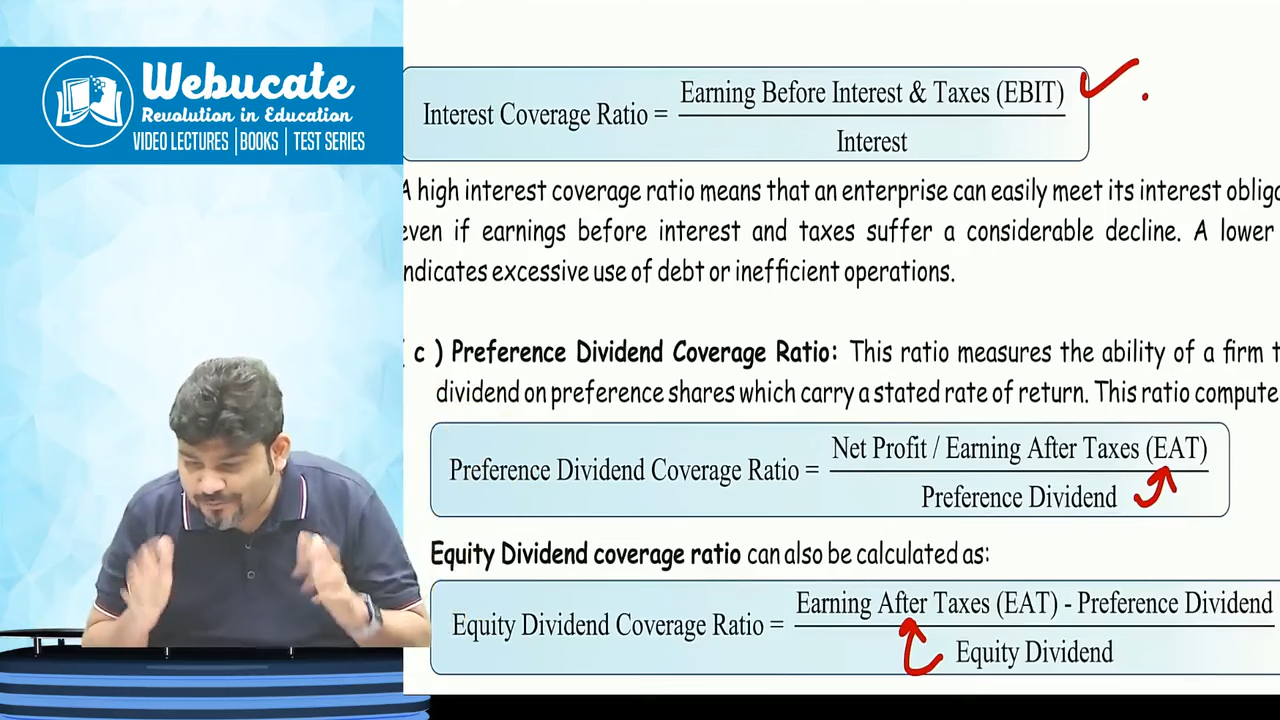 Webucate
Revolution in Education
VIDEO LECTURES | BOOKS | TEST SERIES
Interest Coverage Ratio = Earning Before Interest & Taxes (EBIT)
Interest
A high interest coverage ratio means that an enterprise can easily meet its interest oblig
even if earnings before interest and taxes suffer a considerable decline. A lower
indicates excessive use of debt or inefficient operations.
( c ) Preference Dividend Coverage Ratio: This ratio measures the ability of a firm t
dividend on preference shares which carry a stated rate of return. This ratio compute
Preference Dividend Coverage Ratio = Net Profit / Earning After Taxes (EAT)
Preference Dividend
Equity Dividend coverage ratio can also be calculated as:
Equity Dividend Coverage Ratio = Earning After Taxes (EAT) - Preference Dividend
Equity Dividend